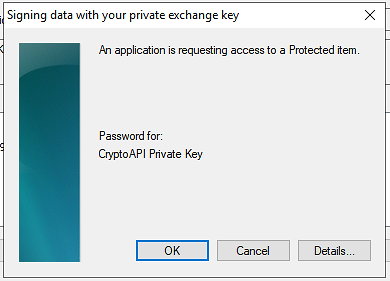 Signing data with your private exchange key
An application is requesting access to a Protected item.
Password for:
CryptoAPI Private Key
OK
Cancel
Details...